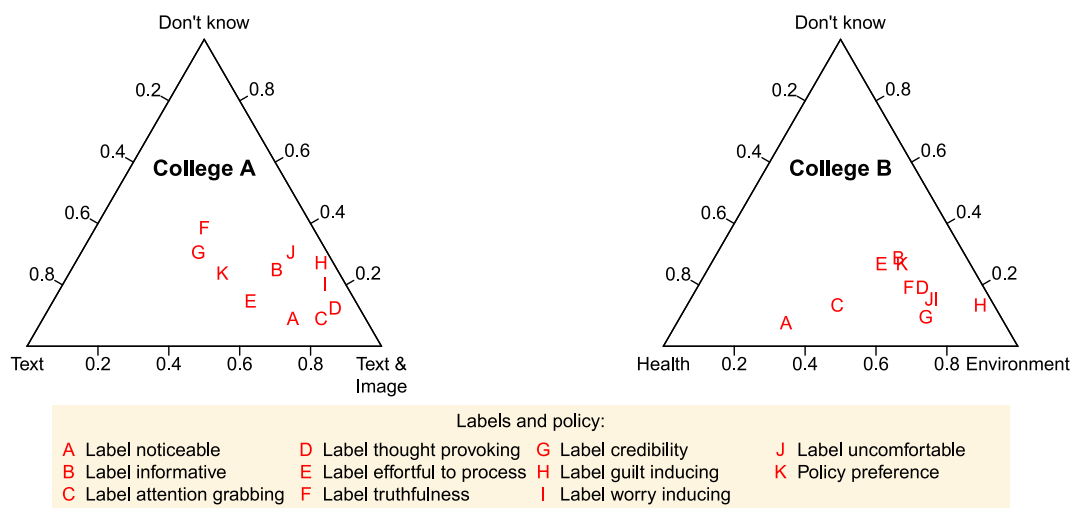 Don't know
0.2 0.8
0.4 0.6
College A
0.6 0.4
F
G J
K B H
0.8 I 0.2
E D
A C
Text 0.2 0.4 0.6 0.8 Text &
Image
Don't know
0.2 0.8
0.4 0.6
College B
0.6 0.4
E B K
0.8 F D 0.2
C J I H
A G
Health 0.2 0.4 0.6 0.8 Environment
Labels and policy:
A Label noticeable D Label thought provoking G Label credibility J Label uncomfortable
B Label informative E Label effortful to process H Label guilt inducing K Policy preference
C Label attention grabbing F Label truthfulness I Label worry inducing